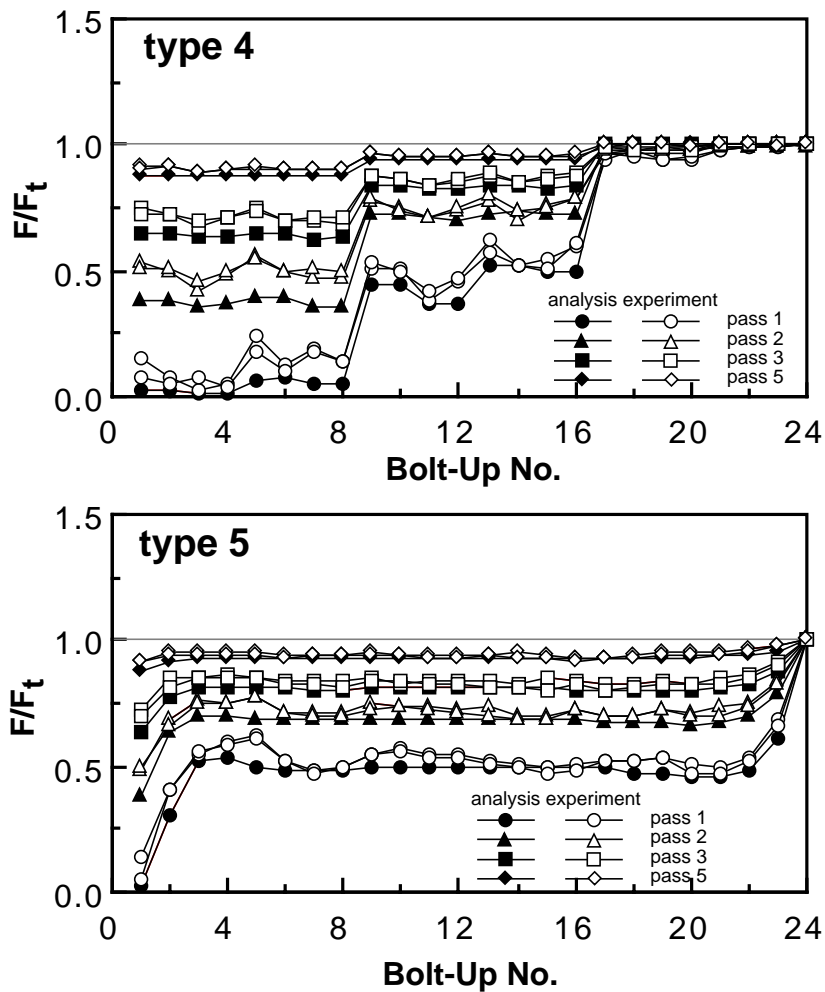 type 4
1.5
1.0
0.5
0.0
F/Ft
analysis experiment
pass 1
pass 2
pass 3
pass 5
0 4 8 12 16 20 24
Bolt-Up No.
type 5
1.5
1.0
0.5
0.0
F/Ft
analysis experiment
pass 1
pass 2
pass 3
pass 5
0 4 8 12 16 20 24
Bolt-Up No.